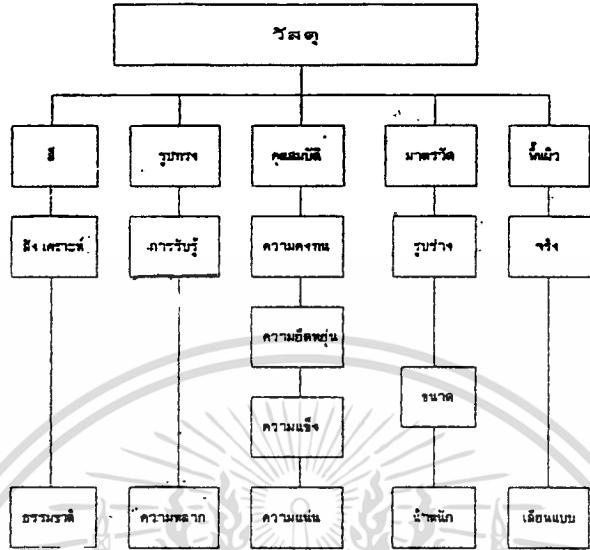 วัสดุ
สี
รูปทรง
คุณสมบัติ
มาตรวัด
พื้นผิว
สังเคราะห์
การรับรู้
ความคงทน
รูปร่าง
จริง
ความยืดหยุ่น
ขนาด
ความแข็ง
ธรรมชาติ
ความหลาก
ความแน่น
น้ำหนัก
เลียนแบบ